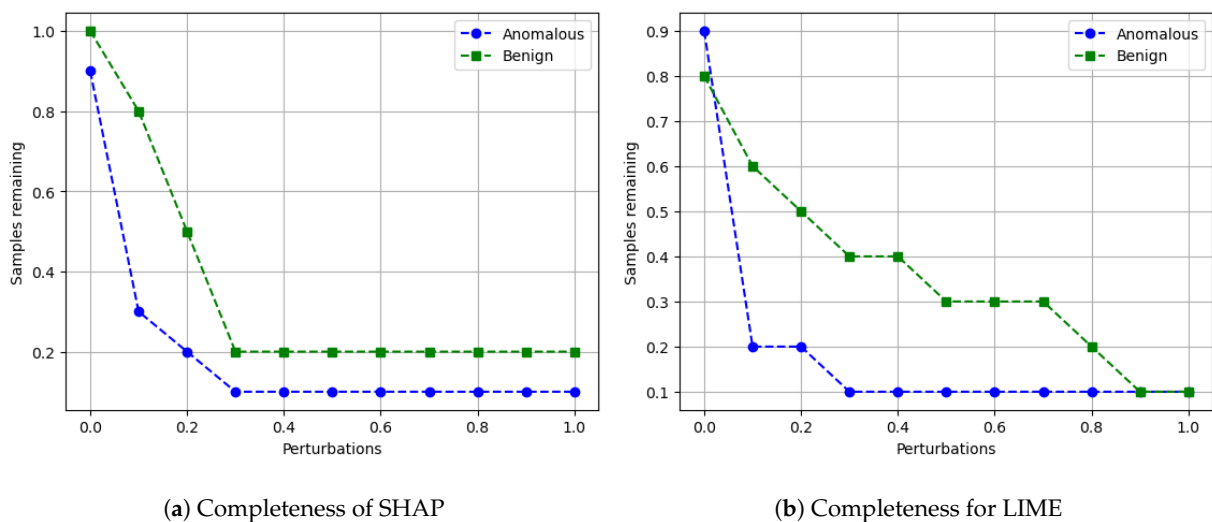 Anomalous
Benign
1.0
0.8
0.6
0.4
0.2
Samples remaining
0.0 0.2 0.4 0.6 0.8 1.0
Perturbations
(a) Completeness of SHAP
Anomalous
Benign
0.9
0.8
0.7
0.6
0.5
0.4
0.3
0.2
0.1
Samples remaining
0.0 0.2 0.4 0.6 0.8 1.0
Perturbations
(b) Completeness for LIME